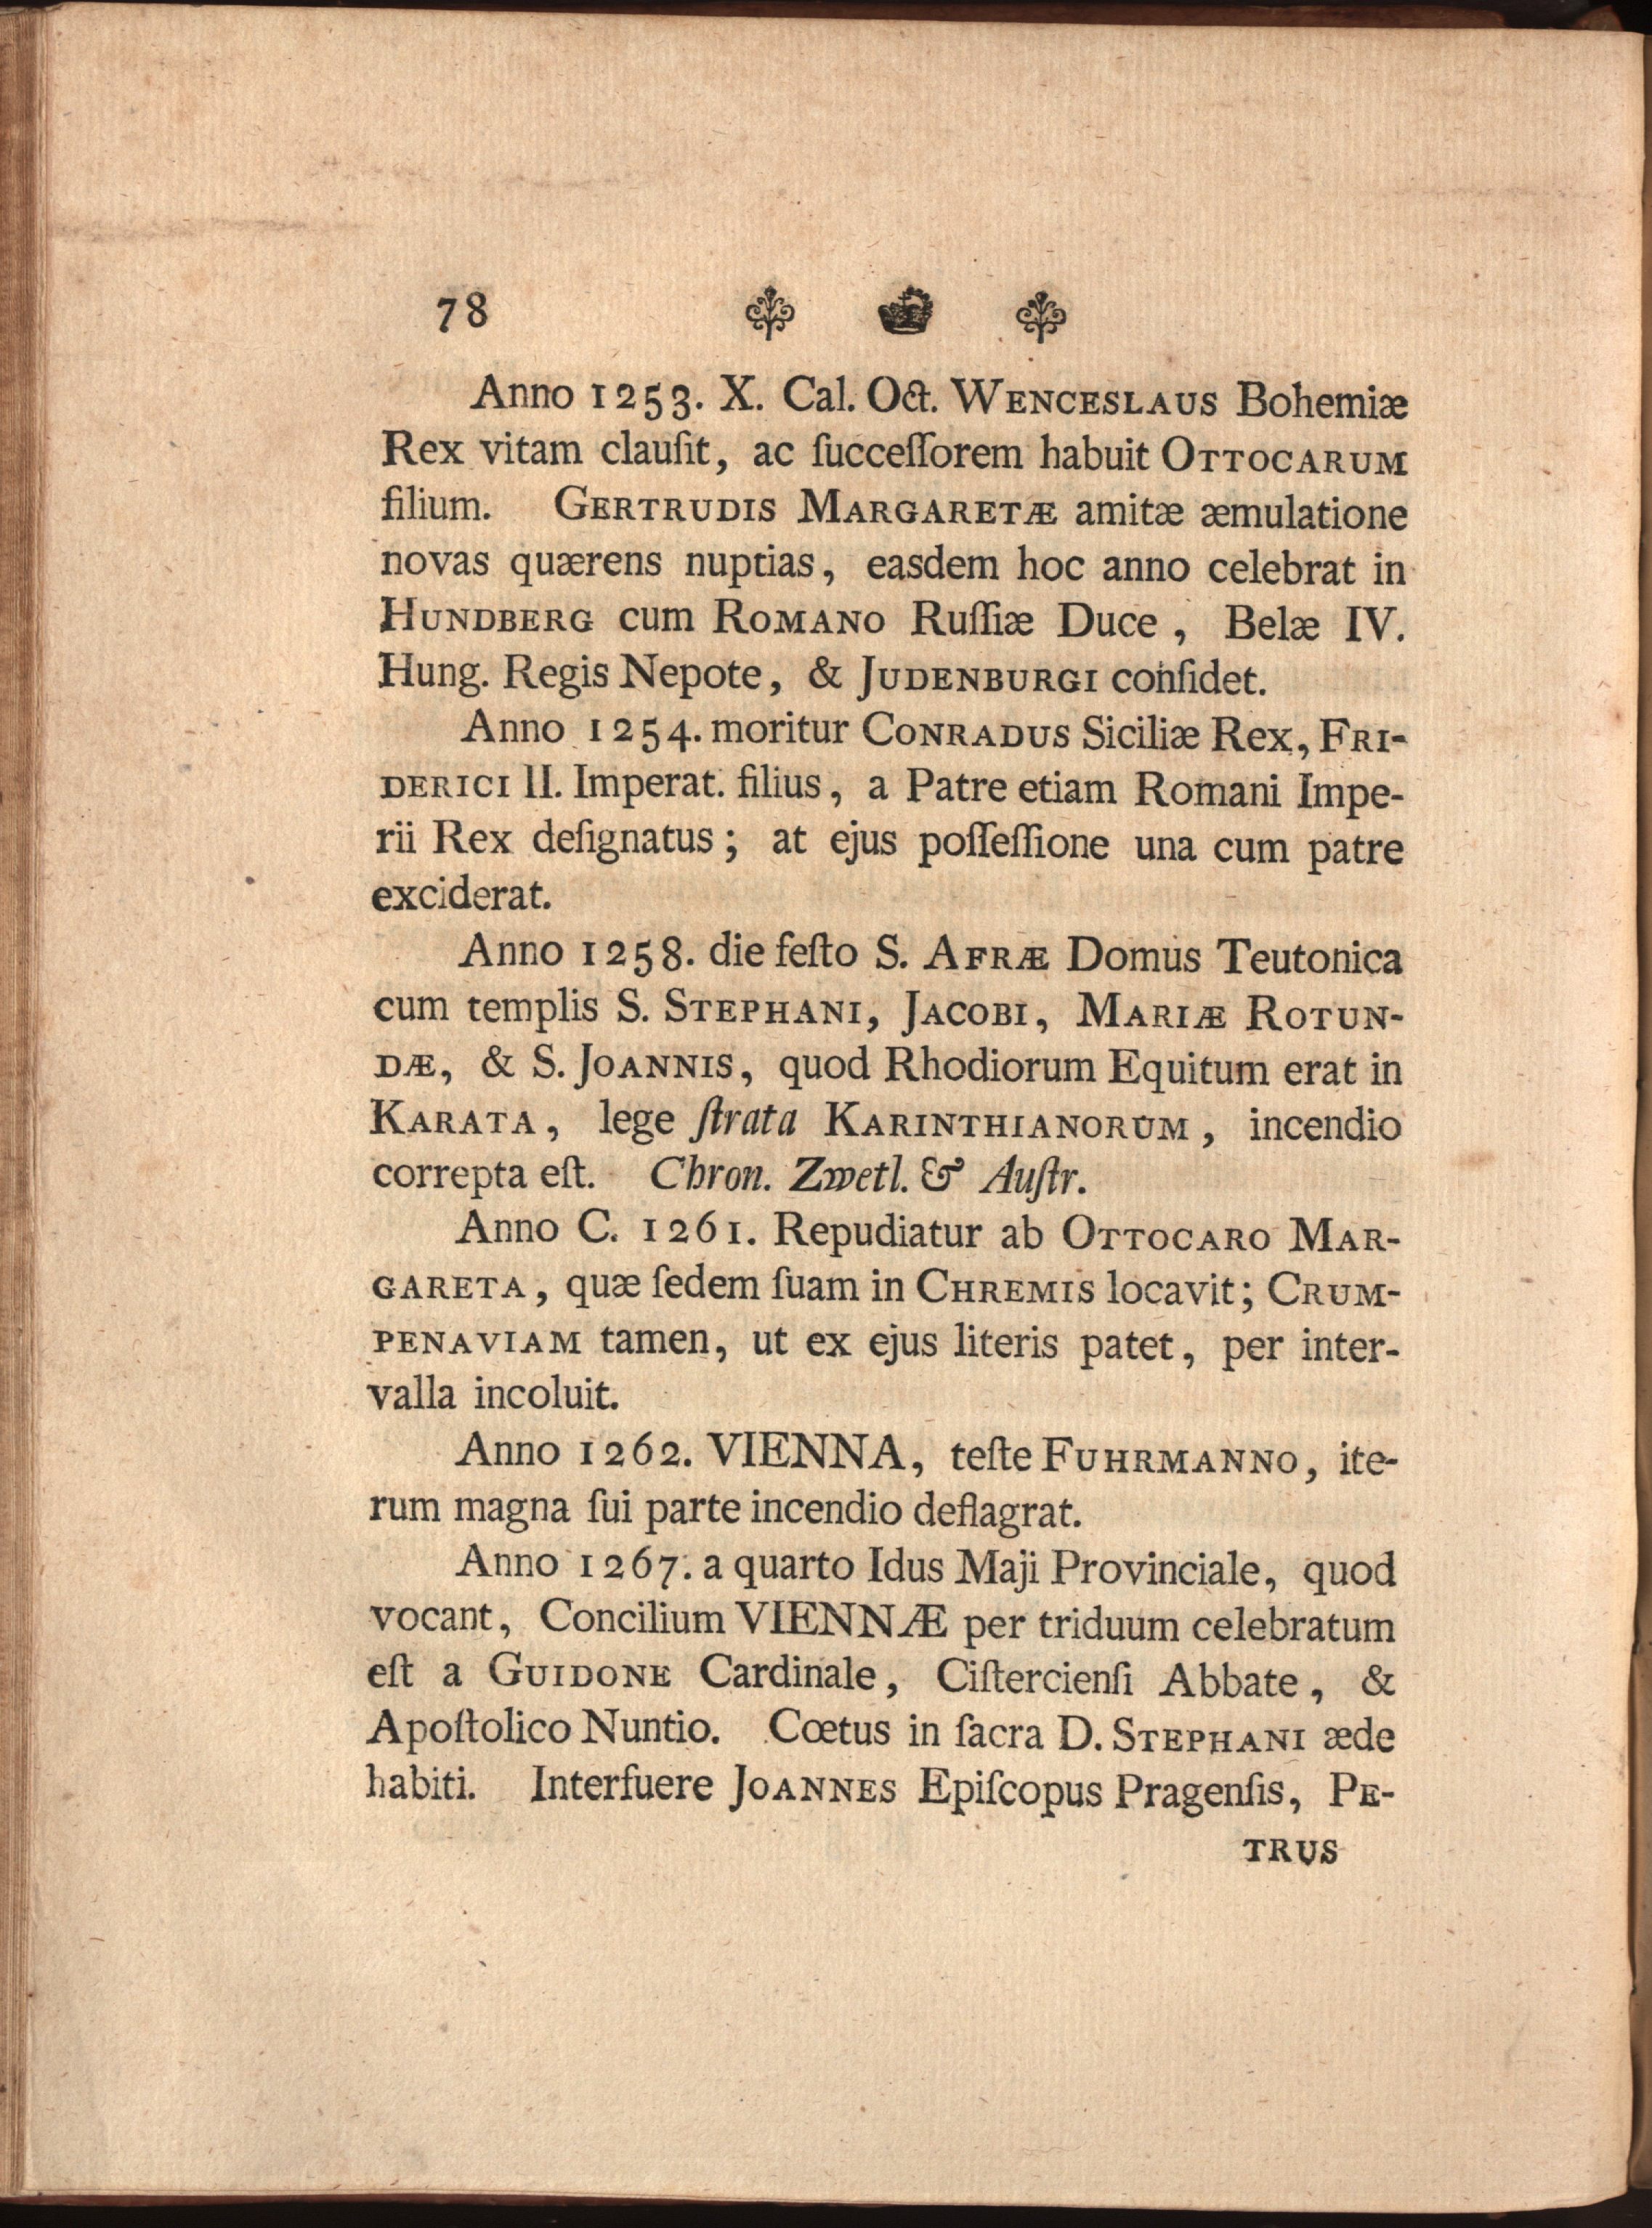 78
Anno 1253. X. Cal. Oct. WENCESLAUS Bohemiæ
Rex vitam clauſit, ac ſucceſſorem habuit OTTOCARUM
filium. GERTRUDIS MARGARETÆ amitæ æmulatione
novas quærens nuptias, easdem hoc anno celebrat in
HUNDBERG cum ROMANO Ruſſiæ Duce, Belæ IV.
Hung. Regis Nepote, & JUDENBURGI conſidet.
Anno 1254. moritur CONRADUS Siciliæ Rex, FRI-
DERICI II. Imperat. filius, a Patre etiam Romani Impe-
rii Rex deſignatus; at ejus poſſeſſione una cum patre
exciderat.
Anno 1258. die feſto S. AFRÆ Domus Teutonica
cum templis S. STEPHANI, JACOBI, MARIÆ ROTUN-
DÆ, & S. JOANNIS, quod Rhodiorum Equitum erat in
KARATA, lege ſtrata KARINTHIANORUM, incendio
correpta eſt. Chron. Zwetl. & Auſtr.
Anno C. 1261. Repudiatur ab OTTOCARO MAR-
GARETA, quæ ſedem ſuam in CHREMIS locavit; CRUM-
PENAVIAM tamen, ut ex ejus literis patet, per inter-
valla incoluit.
Anno 1262. VIENNA, teſte FUHRMANNO, ite-
rum magna ſui parte incendio deflagrat.
Anno 1267. a quarto Idus Maji Provinciale, quod
vocant, Concilium VIENNÆ per triduum celebratum
eſt a GUIDONE Cardinale, Ciſtercienſi Abbate, &
Apoſtolico Nuntio. Cœtus in ſacra D. STEPHANI æde
habiti. Interfuere JOANNES Epiſcopus Pragenſis, PE-
TRUS